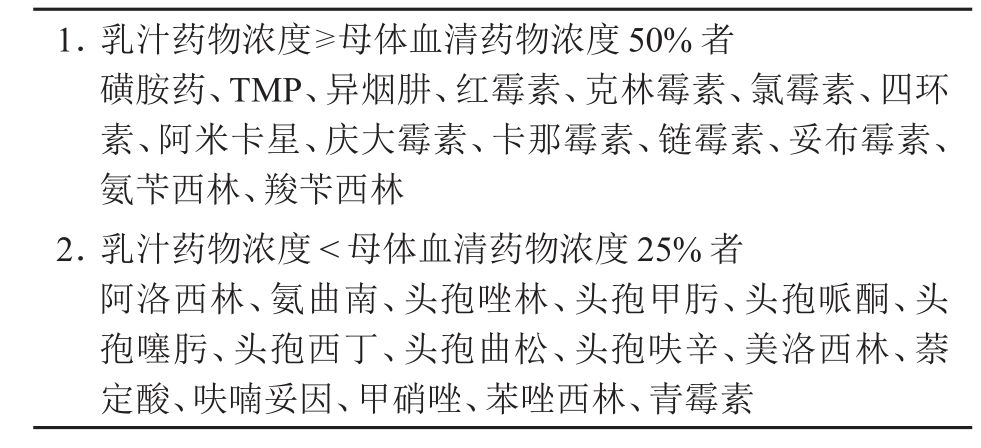 1. 乳汁药物浓度≥母体血清药物浓度 50% 者
磺胺药、TMP、异烟肼、红霉素、克林霉素、氯霉素、四环
素、阿米卡星、庆大霉素、卡那霉素、链霉素、妥布霉素、
氨苄西林、羧苄西林
2. 乳汁药物浓度 < 母体血清药物浓度 25% 者
阿洛西林、氨曲南、头孢唑林、头孢甲肟、头孢哌酮、头
孢噻肟、头孢西丁、头孢曲松、头孢呋辛、美洛西林、萘
定酸、呋喃妥因、甲硝唑、苯唑西林、青霉素